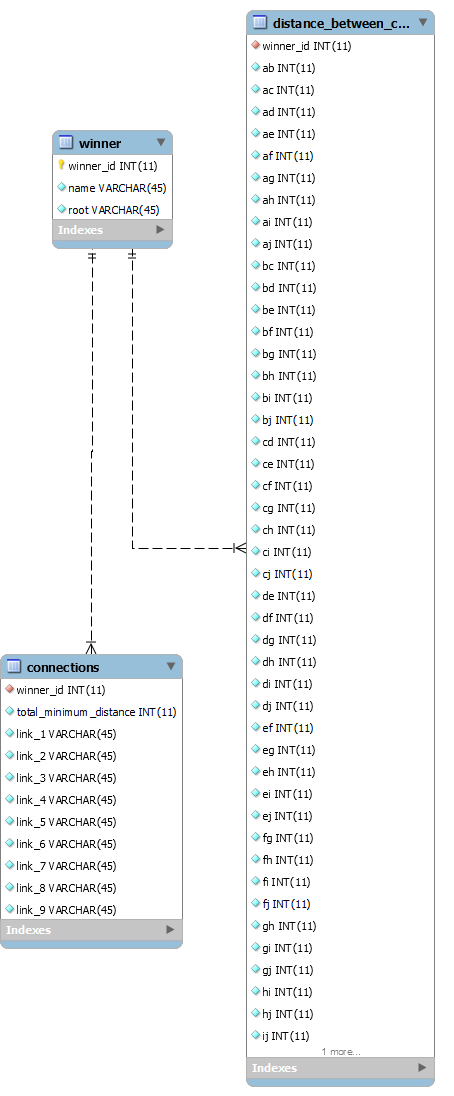 distance_between_c...
winner_id INT(11)
ab INT(11)
ac INT(11)
ad INT(11)
ae INT(11)
af INT(11)
ag INT(11)
ah INT(11)
ai INT(11)
aj INT(11)
bc INT(11)
bd INT(11)
be INT(11)
bf INT(11)
bg INT(11)
bh INT(11)
bi INT(11)
bj INT(11)
cd INT(11)
ce INT(11)
cf INT(11)
cg INT(11)
ch INT(11)
ci INT(11)
cj INT(11)
de INT(11)
df INT(11)
dg INT(11)
dh INT(11)
di INT(11)
dj INT(11)
ef INT(11)
eg INT(11)
eh INT(11)
ei INT(11)
ej INT(11)
fg INT(11)
fh INT(11)
fi INT(11)
fj INT(11)
gh INT(11)
gi INT(11)
gj INT(11)
hi INT(11)
hj INT(11)
ij INT(11)
1 more...
Indexes
winner
winner_id INT(11)
name VARCHAR(45)
root VARCHAR(45)
Indexes
connections
winner_id INT(11)
total_minimum_distance INT(11)
link_1 VARCHAR(45)
link_2 VARCHAR(45)
link_3 VARCHAR(45)
link_4 VARCHAR(45)
link_5 VARCHAR(45)
link_6 VARCHAR(45)
link_7 VARCHAR(45)
link_8 VARCHAR(45)
link_9 VARCHAR(45)
Indexes